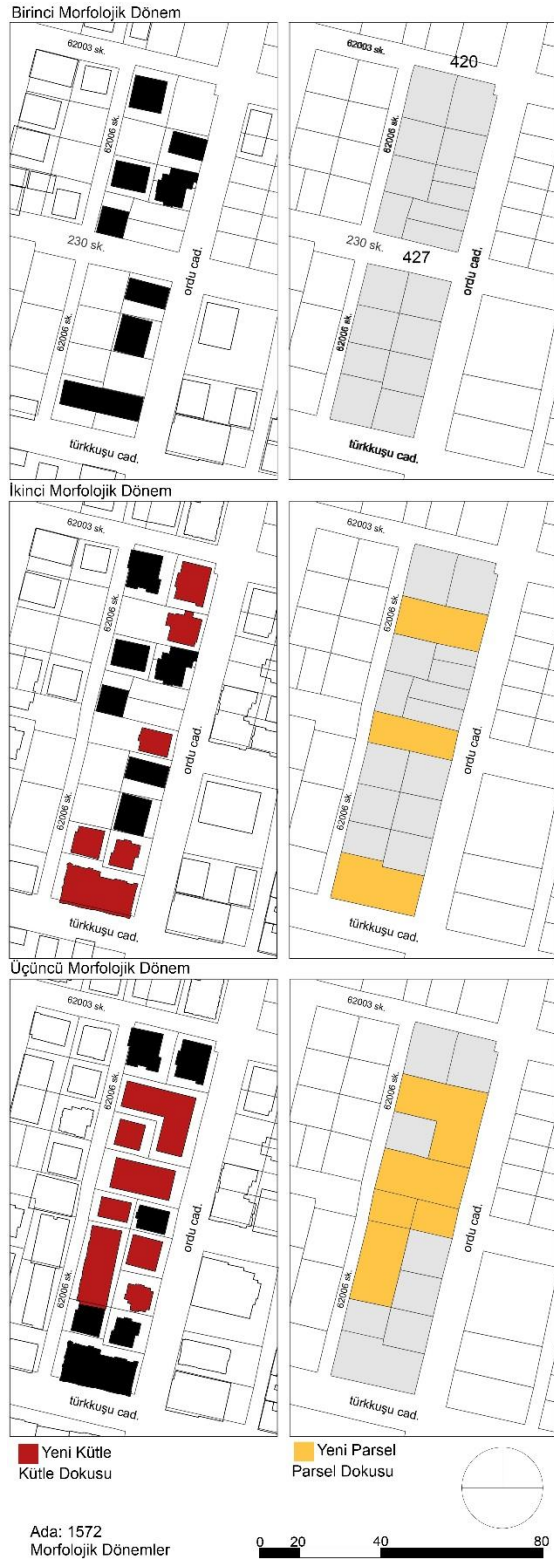 Birinci Morfolojik Dönem
62003 sk.
62006 sk.
230 sk.
ordu cad.
62006 sk.
türkkuşu cad.
62003 sk.
420
62006 sk.
230 sk.
427
ordu cad.
62006 sk.
türkkuşu cad.
İkinci Morfolojik Dönem
62003 sk.
62006 sk.
ordu cad.
62006 sk.
türkkuşu cad.
62003 sk.
62006 sk.
ordu cad.
62006 sk.
türkkuşu cad.
Üçüncü Morfolojik Dönem
62003 sk.
62006 sk.
ordu cad.
62006 sk.
türkkuşu cad.
62003 sk.
62006 sk.
ordu cad.
62006 sk.
türkkuşu cad.
Yeni Kütle
Kütle Dokusu
Yeni Parsel
Parsel Dokusu
Ada: 1572
Morfolojik Dönemler
0 20 40 80